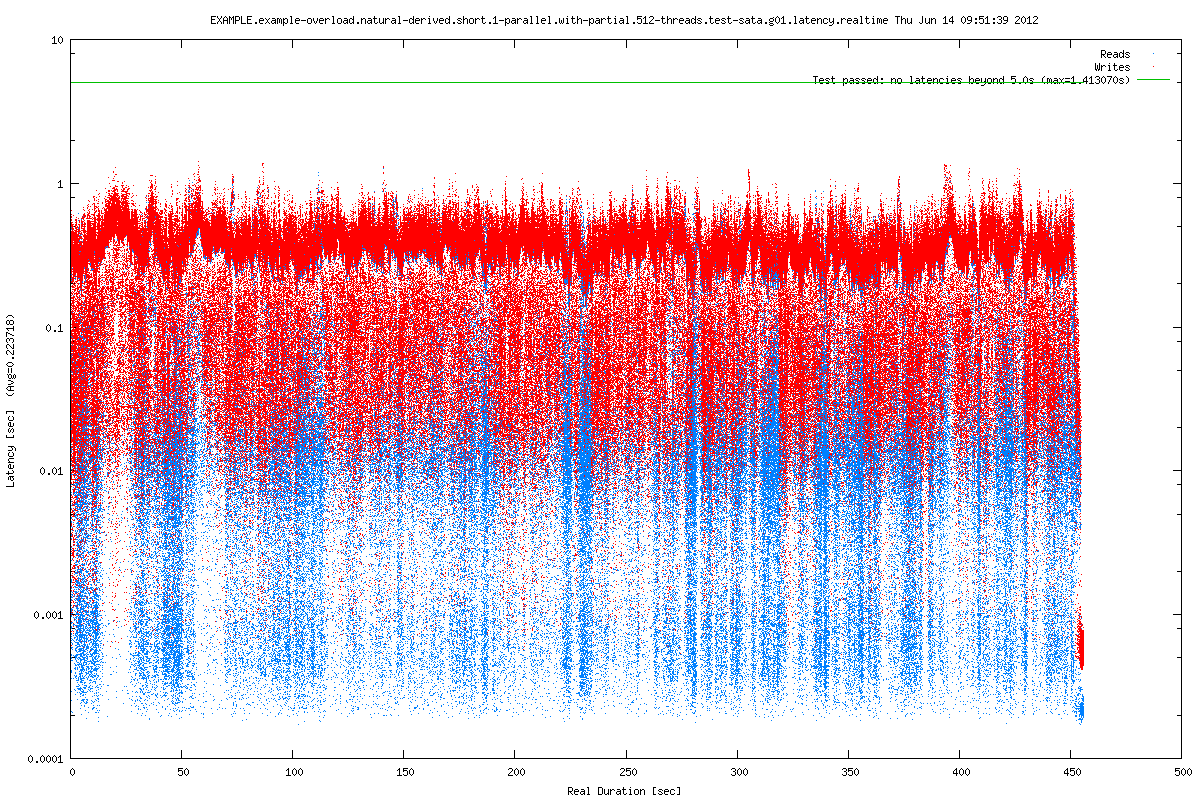 EXAMPLE.example-overload.natural-derived.short.1-parallel.with-partial.512-threads.test-sata.g01.latency.realtime Thu Jun 14 09:51:39 2012
10
Reads
Writes
Test passed: no latencies beyond 5.0s (max=1.413070s)
1
0.1
0.01
0.001
0.0001
Latency [sec] (Avg=0.223718)
0 50 100 150 200 250 300 350 400 450 500
Real Duration [sec]